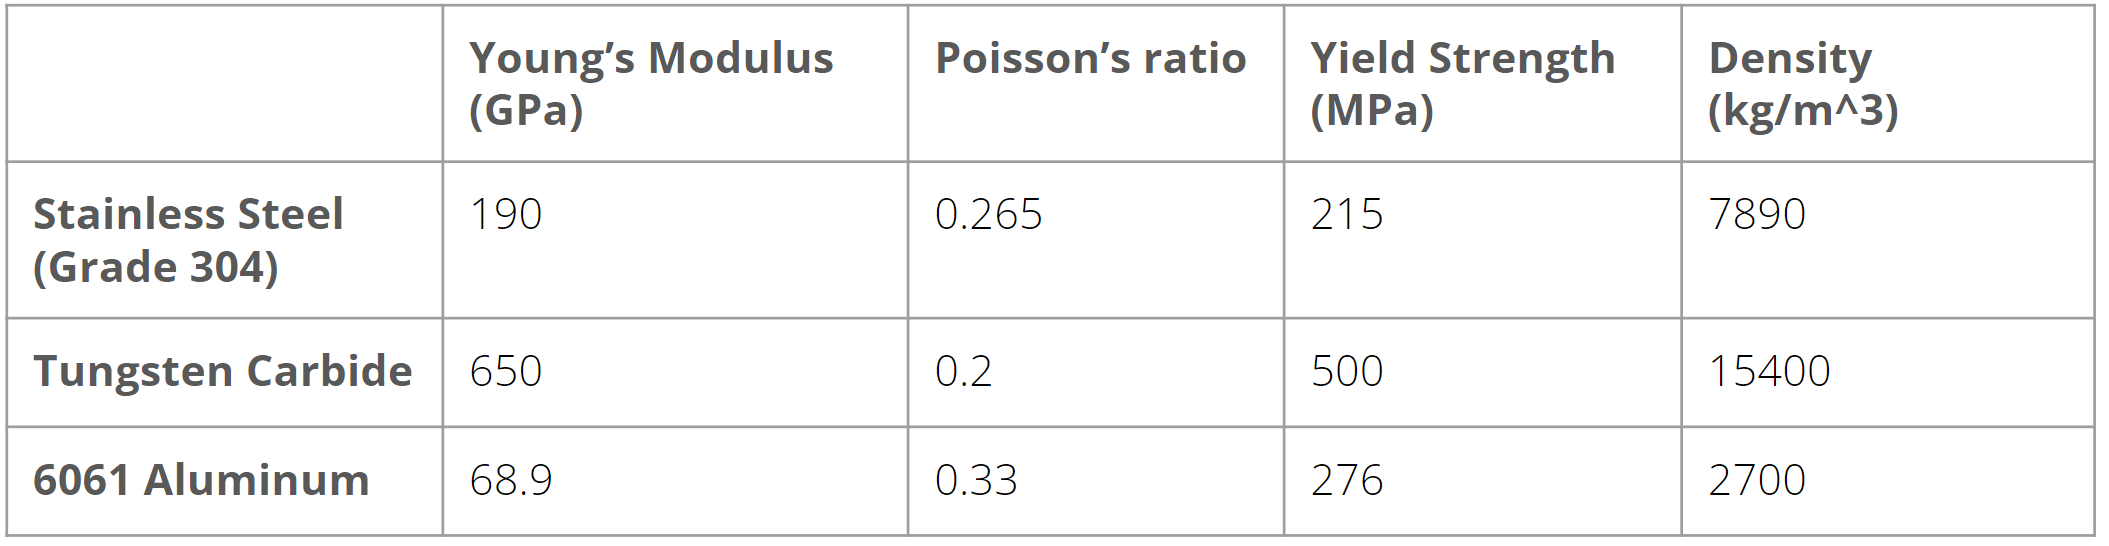 Young’s Modulus
(GPa)
Poisson’s ratio
Yield Strength
(MPa)
Density
(kg/m^3)
Stainless Steel
(Grade 304)
190
0.265
215
7890
Tungsten Carbide
650
0.2
500
15400
6061 Aluminum
68.9
0.33
276
2700